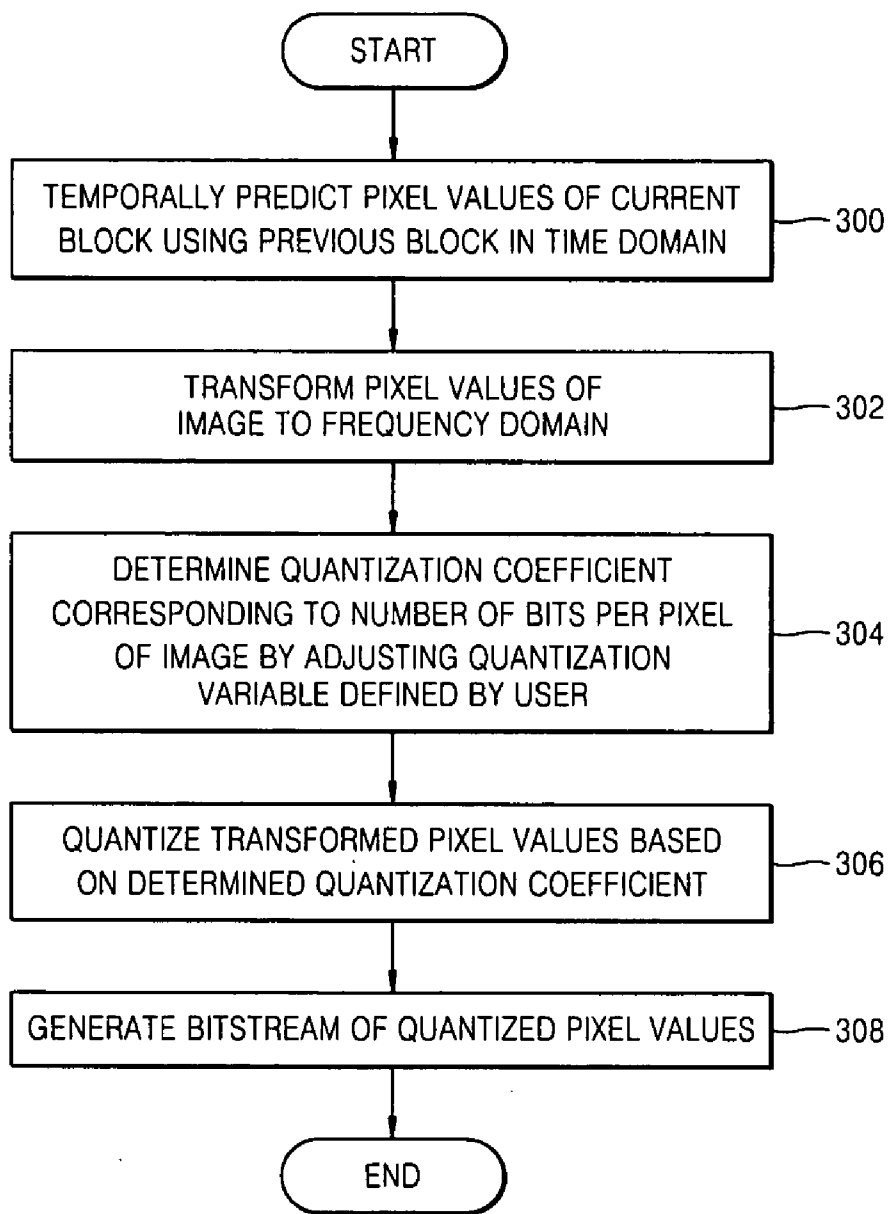 START
TEMPORALLY PREDICT PIXEL VALUES OF CURRENT
BLOCK USING PREVIOUS BLOCK IN TIME DOMAIN
300
TRANSFORM PIXEL VALUES OF
IMAGE TO FREQUENCY DOMAIN
302
DETERMINE QUANTIZATION COEFFICIENT
CORRESPONDING TO NUMBER OF BITS PER PIXEL
OF IMAGE BY ADJUSTING QUANTIZATION
VARIABLE DEFINED BY USER
304
QUANTIZE TRANSFORMED PIXEL VALUES BASED
ON DETERMINED QUANTIZATION COEFFICIENT
306
GENERATE BITSTREAM OF QUANTIZED PIXEL VALUES
308
END